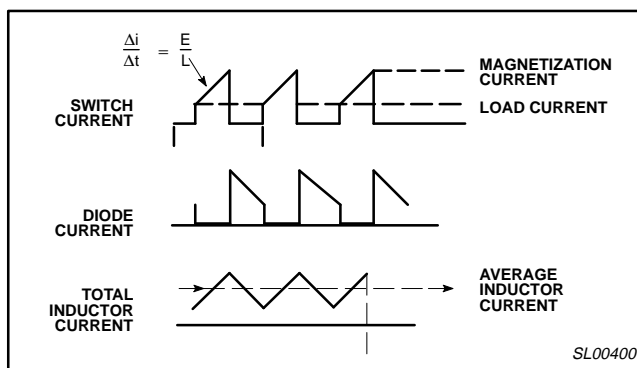 Δi
Δt
=
E
L
MAGNETIZATION
CURRENT
SWITCH
CURRENT
LOAD CURRENT
DIODE
CURRENT
TOTAL
INDUCTOR
CURRENT
AVERAGE
INDUCTOR
CURRENT
SL00400